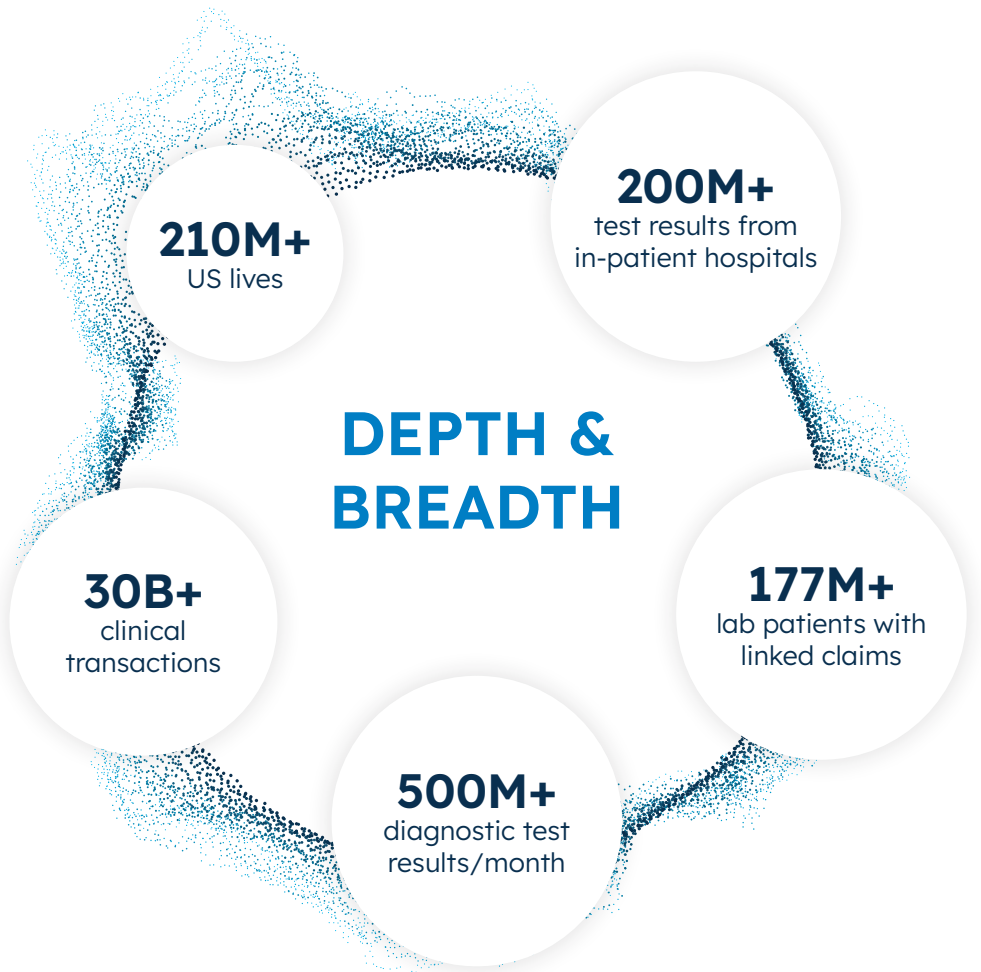 210M+
US lives
200M+
test results from
in-patient hospitals
DEPTH &
BREADTH
30B+
clinical
transactions
177M+
lab patients with
linked claims
500M+
diagnostic test
results/month